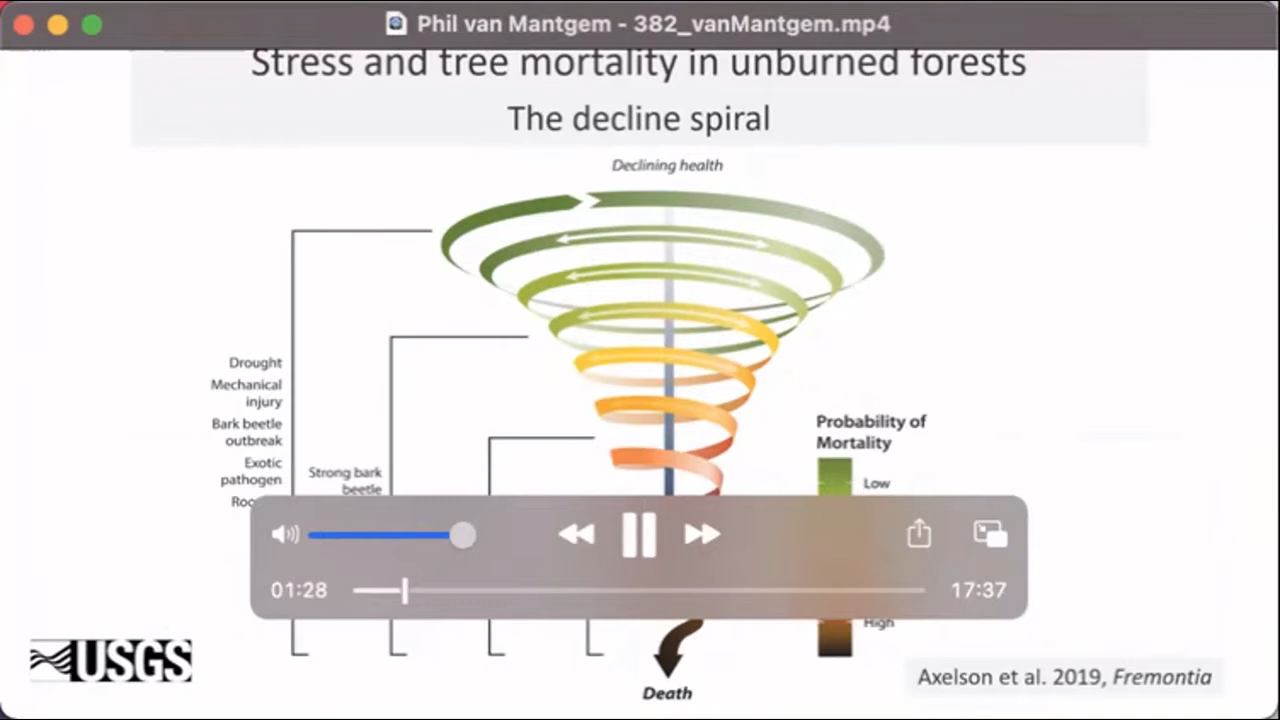 Phil van Mantgem - 382_vanMantgem.mp4
Stress and tree mortality in unburned forests
The decline spiral
Declining health
Drought
Mechanical
injury
Bark beetle
outbreak
Exotic
pathogen
Strong bark
beetle
Probability of
Mortality
Low
01:28
17:37
High
USGS
Death
Axelson et al. 2019, Fremontia